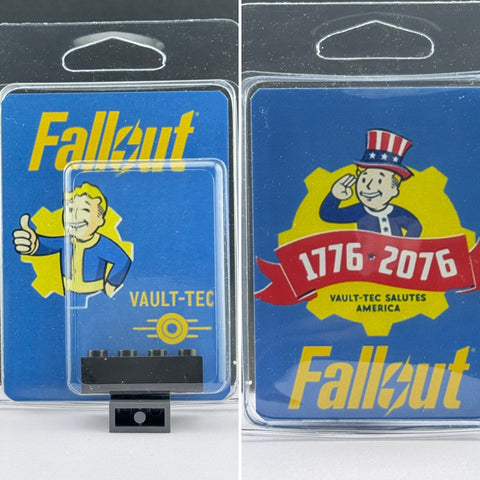 Fallout
VAULT-TEC
1776 ★ 2076
VAULT-TEC SALUTES
AMERICA
Fallout